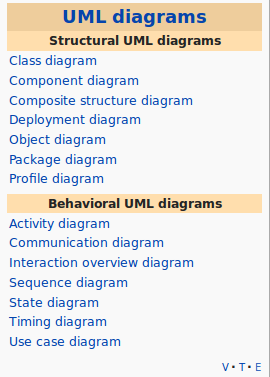 UML diagrams
Structural UML diagrams
Class diagram
Component diagram
Composite structure diagram
Deployment diagram
Object diagram
Package diagram
Profile diagram
Behavioral UML diagrams
Activity diagram
Communication diagram
Interaction overview diagram
Sequence diagram
State diagram
Timing diagram
Use case diagram
V • T • E